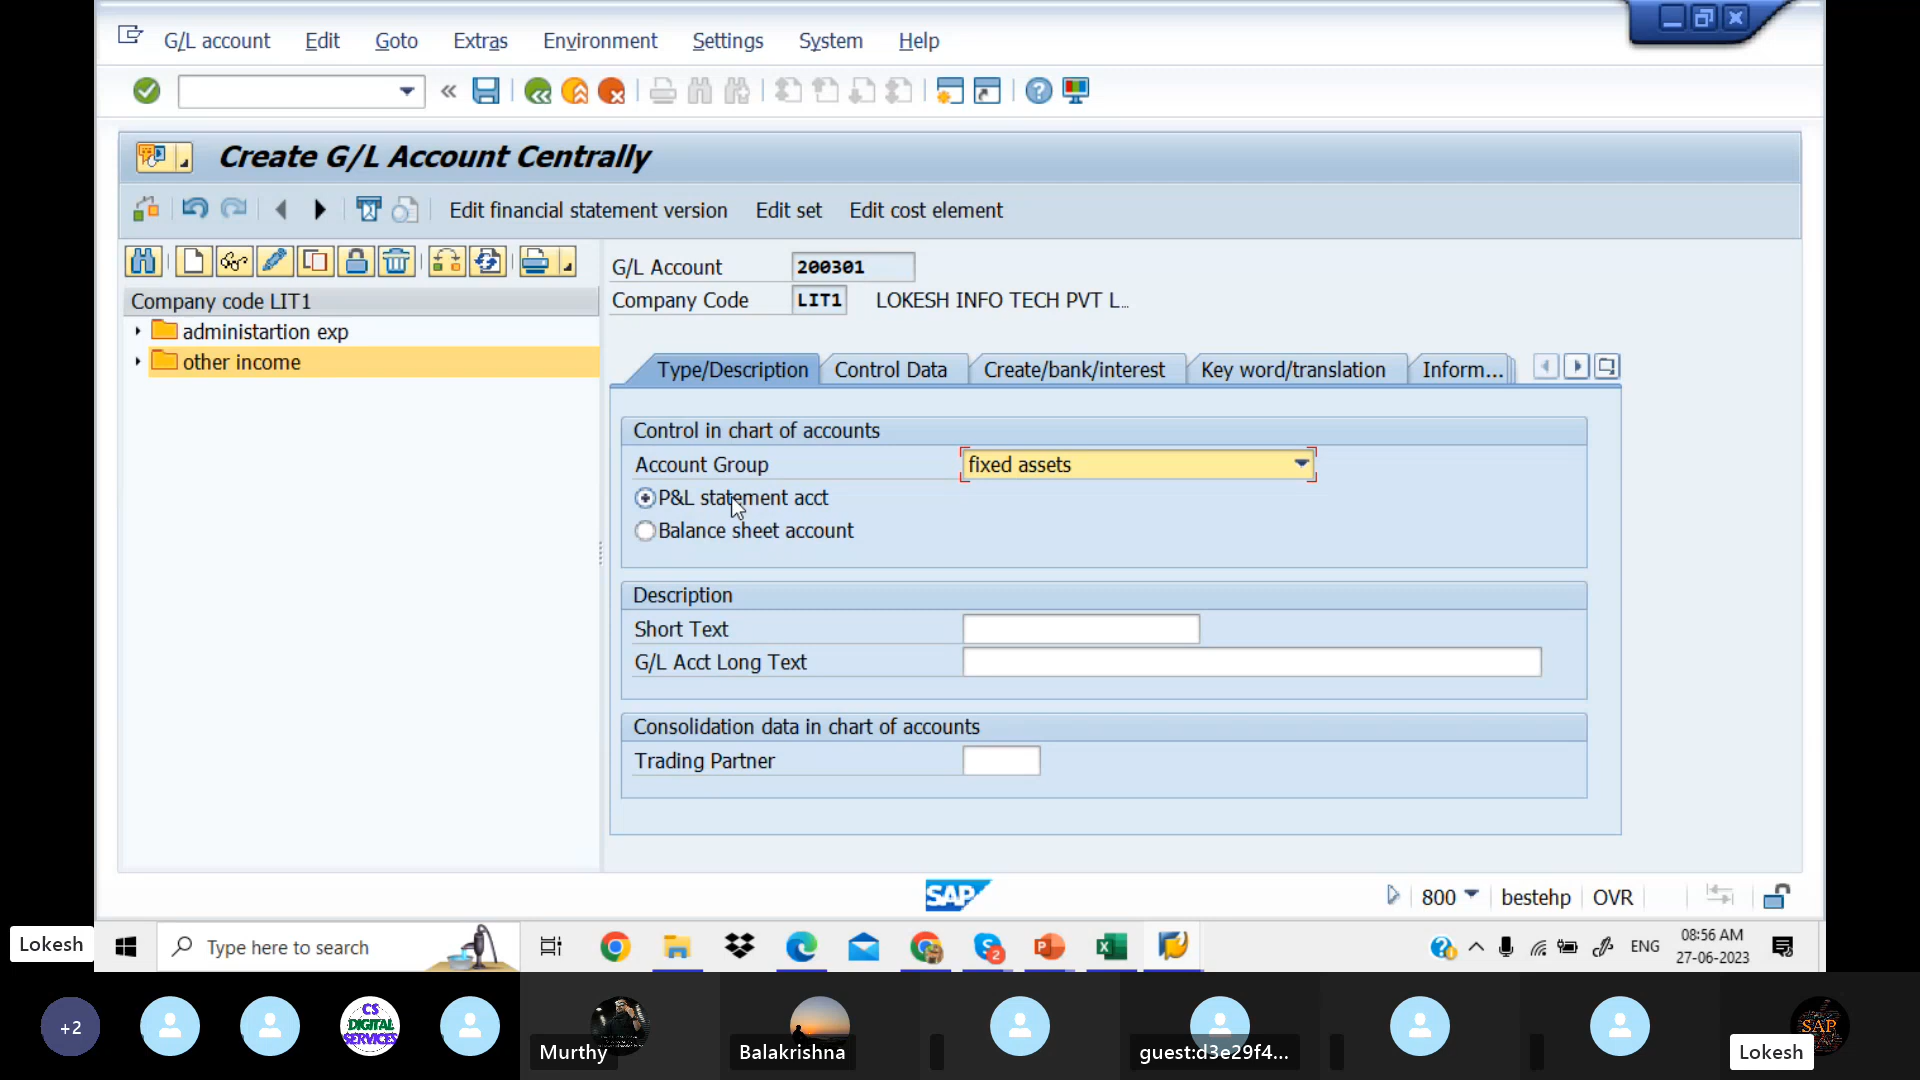 G/L account Edit Goto Extras Environment Settings System Help
Create G/L Account Centrally
Edit financial statement version Edit set Edit cost element
Company code LIT1
administartion exp
other income
G/L Account 200301
Company Code LIT1 LOKESH INFO TECH PVT L...
Type/Description Control Data Create/bank/interest Key word/translation Inform...
Control in chart of accounts
Account Group fixed assets
P&L statement acct
Balance sheet account
Description
Short Text
G/L Acct Long Text
Consolidation data in chart of accounts
Trading Partner
SAP
800 bestehp OVR
Lokesh
Type here to search
2
ENG
08:56 AM
27-06-2023
+2
CS
DIGITAL
SERVICES
Murthy
Balakrishna
guest:d3e29f4...
SAP
Lokesh